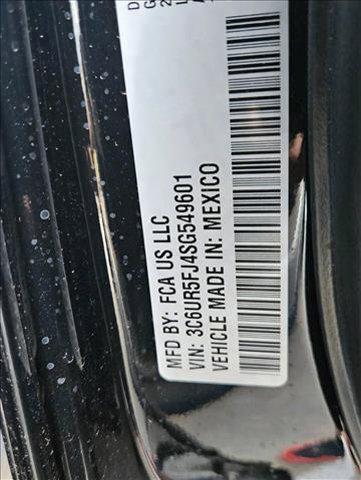 MFD BY: FCA US LLC
VIN: 3C6UR5FJ4SG549601
VEHICLE MADE IN: MEXICO